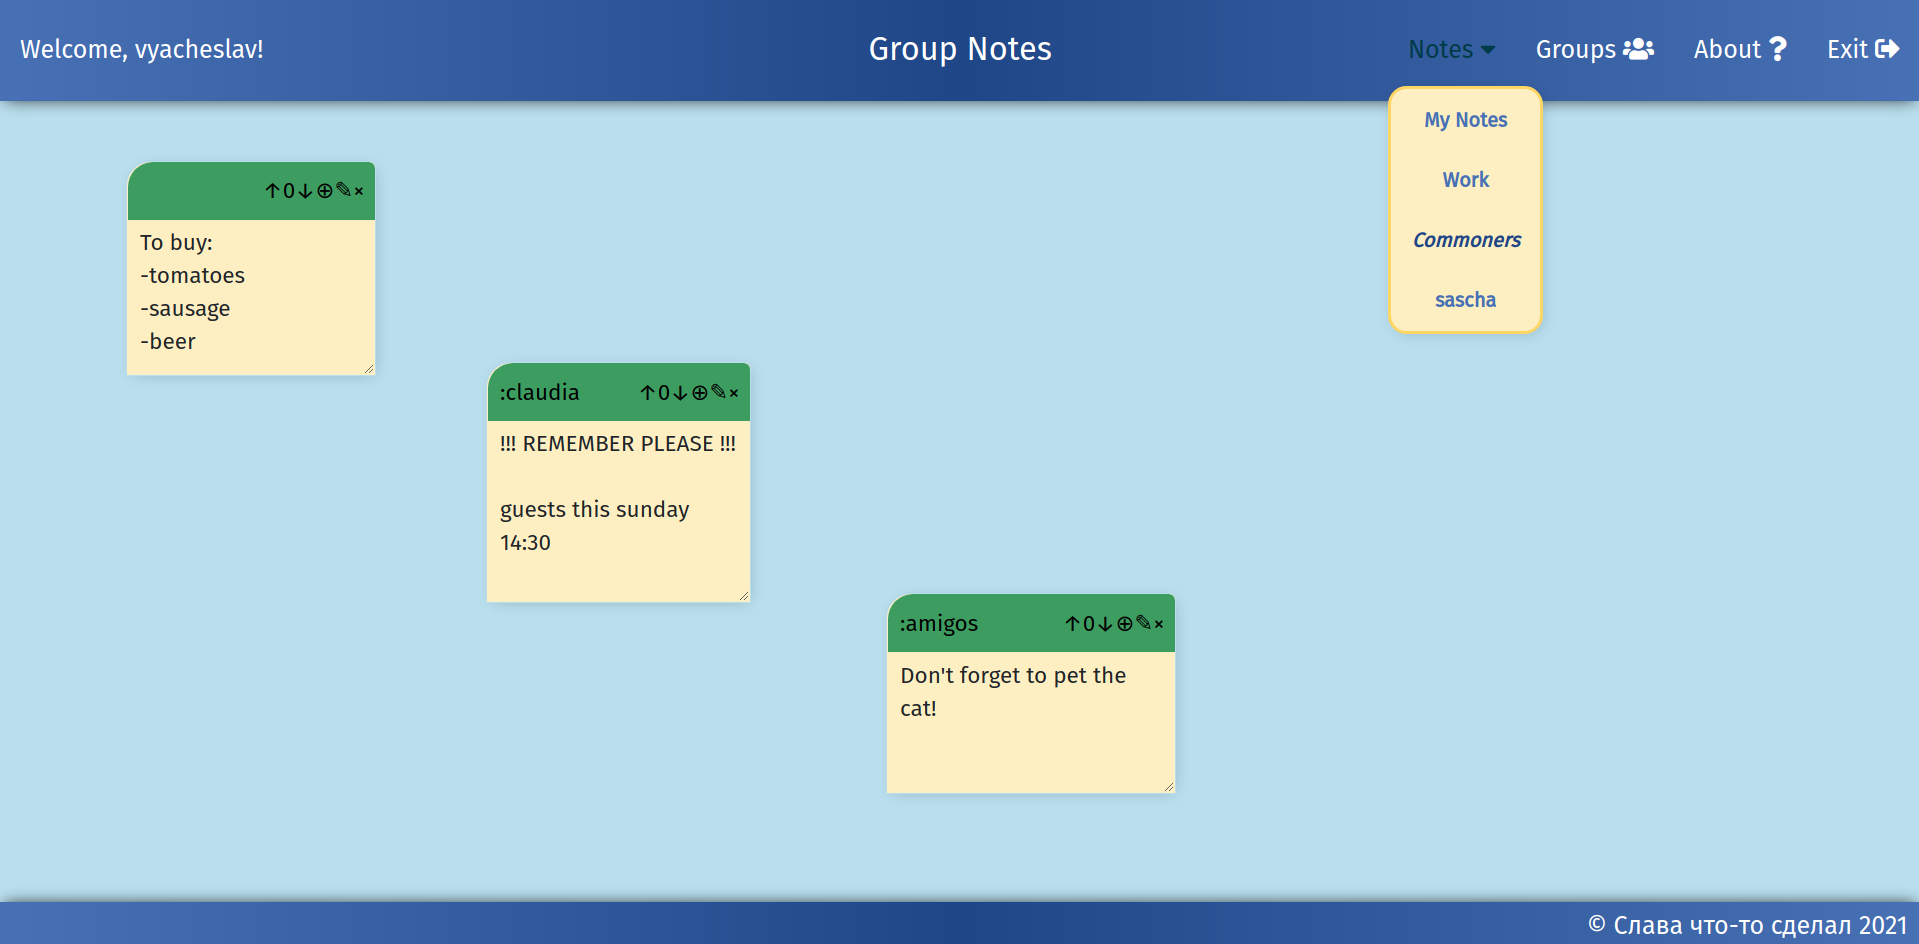 Welcome, vyacheslav!
Group Notes
Notes
Groups
About ?
Exit
My Notes
Work
Commoners
sascha
↑0↓⊕✎×
To buy:
-tomatoes
-sausage
-beer
:claudia ↑0↓⊕✎×
!!! REMEMBER PLEASE !!!
guests this sunday
14:30
:amigos ↑0↓⊕✎×
Don't forget to pet the
cat!
© Слава что-то сделал 2021